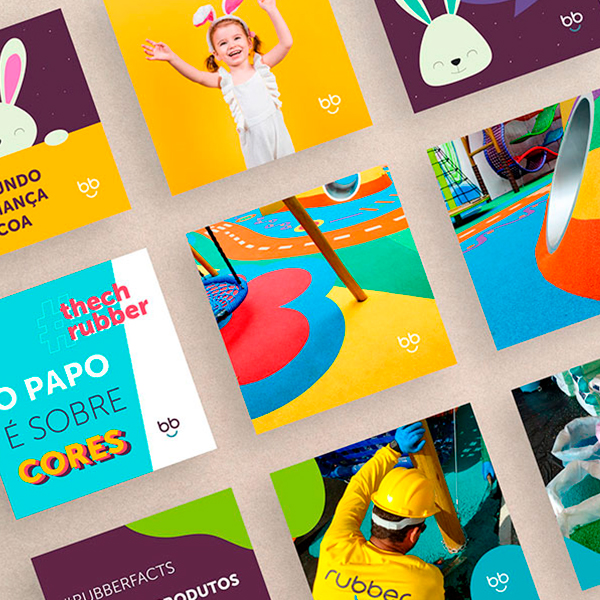 bb
bb
UNDO
IANÇA
COA
bb
#thech
rubber
O PAPO
É SOBRE
CORES
bb
bb
#RUBBERFACTS
RODUTOS
rubber
bb